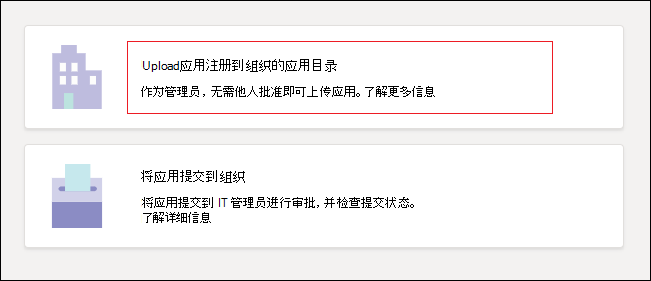 Upload应用注册到组织的应用目录
作为管理员，无需他人批准即可上传应用。了解更多信息
将应用提交到组织
将应用提交到 IT 管理员进行审批，并检查提交状态。
了解详细信息